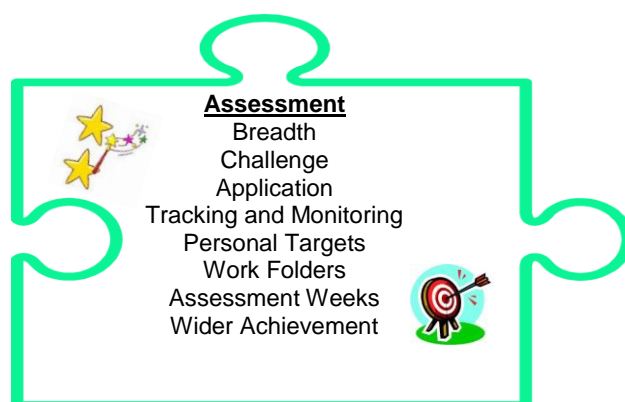 Assessment
Breadth
Challenge
Application
Tracking and Monitoring
Personal Targets
Work Folders
Assessment Weeks
Wider Achievement